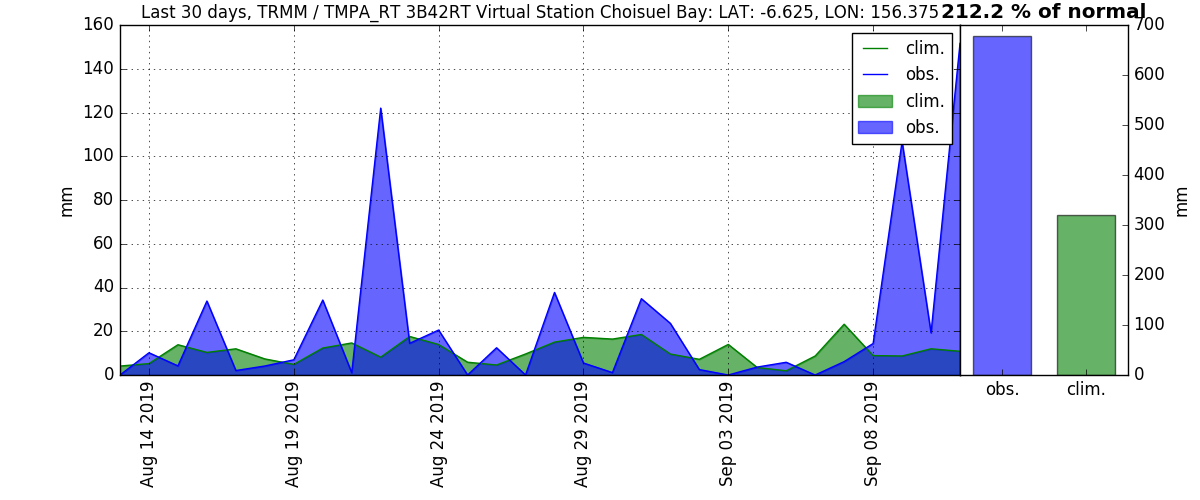 Last 30 days, TRMM / TMPA_RT 3B42RT Virtual Station Choisuel Bay: LAT: -6.625, LON: 156.375
212.2 % of normal
160
140
120
100
80
60
40
20
0
mm
clim.
obs.
clim.
obs.
Aug 14 2019
Aug 19 2019
Aug 24 2019
Aug 29 2019
Sep 03 2019
Sep 08 2019
700
600
500
400
300
200
100
0
mm
obs.
clim.